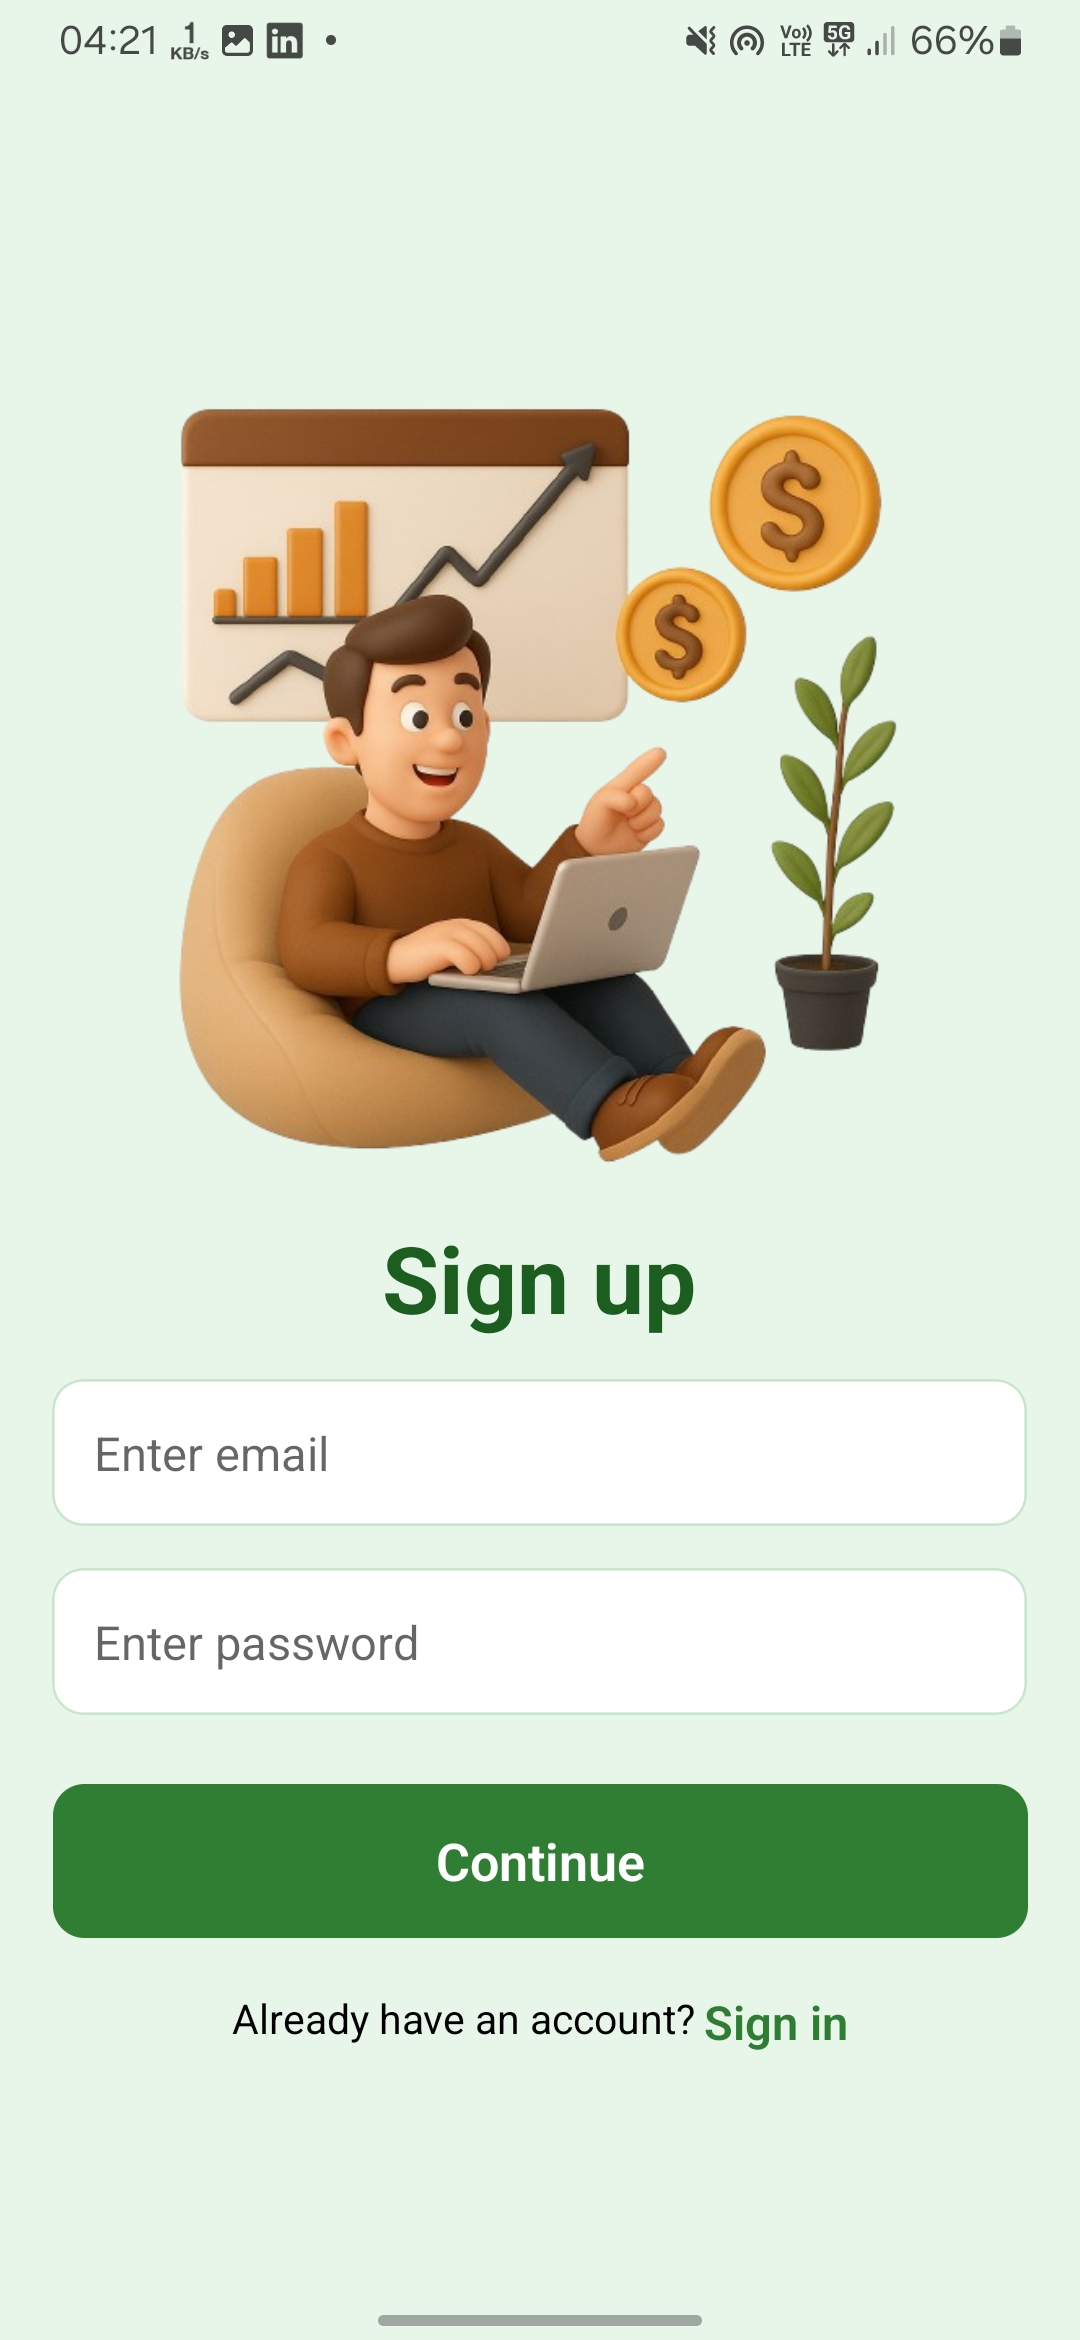 04:21 1 KB/s in Vo)) LTE 5G 66%
$
$
Sign up
Enter email
Enter password
Continue
Already have an account? Sign in